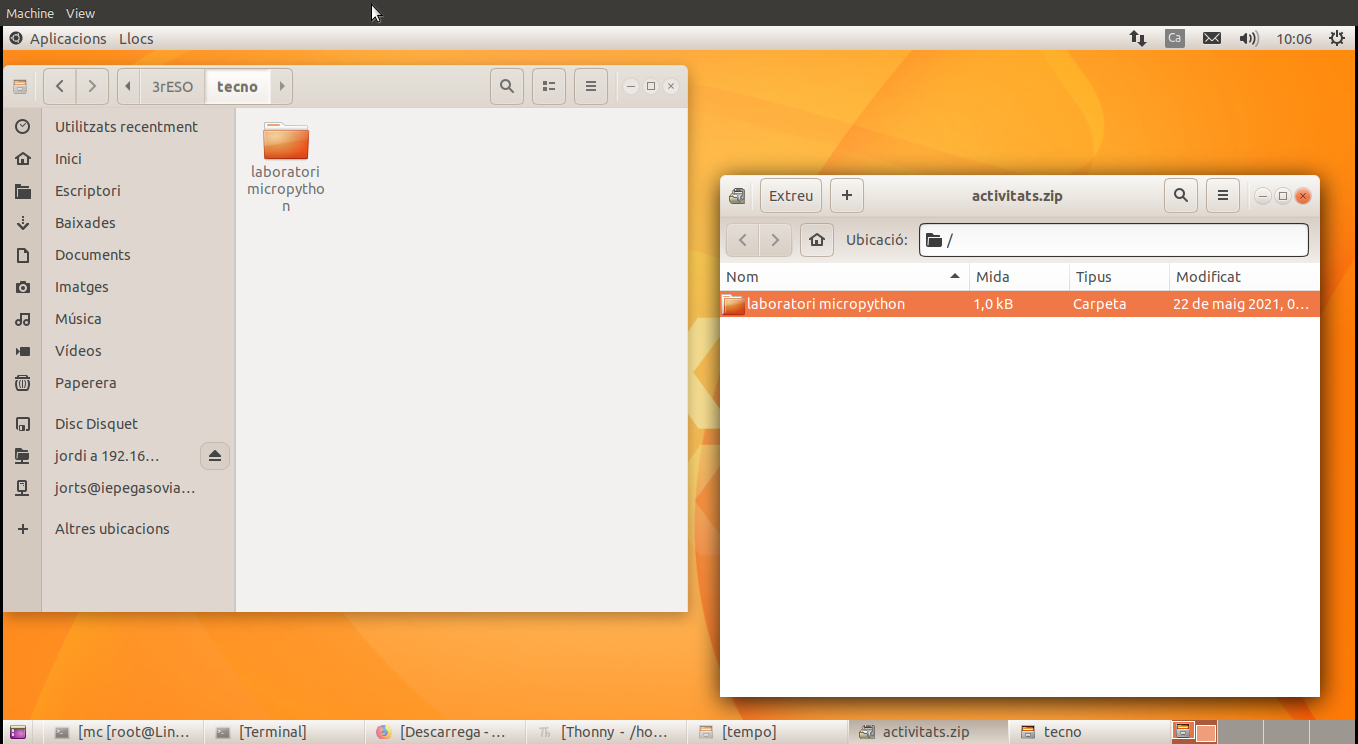 Machine View
Aplicacions Llocs
Ca
10:06
3rESO tecno
Utilitzats recentment
Inici
Escriptori
Baixades
Documents
Imatges
Música
Vídeos
Paperera
Disc Disquet
jordi a 192.16…
jorts@iepegasovia…
Altres ubicacions
laboratori
micropytho
n
Extreu + activitats.zip
Ubicació: /
Nom Mida Tipus Modificat
laboratori micropython 1,0 kB Carpeta 22 de maig 2021, 0…
[mc [root@Lin… [Terminal] [Descarrega -… Th [Thonny - /ho… [tempo] activitats.zip tecno